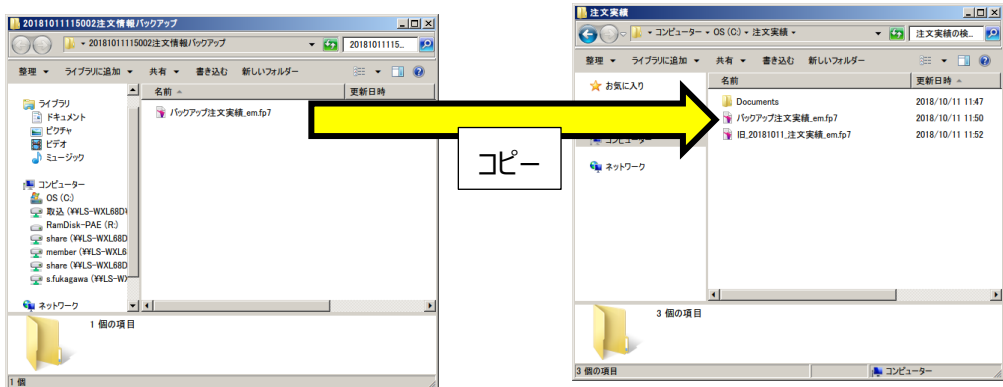 20181011115002注文情報バックアップ
20181011115002注文情報バックアップ
20181011115...
整理 ライブラリに追加 共有 書き込む 新しいフォルダー
名前 更新日時
ライブラリ
ドキュメント
ピクチャ
ビデオ
ミュージック
コンピューター
OS (C:)
取込 (¥¥LS-WXL68D
RamDisk-PAE (R:)
share (¥¥LS-WXL68D
member (¥¥LS-WXL6
share (¥¥LS-WXL68D
s.fukagawa (¥¥LS-W
ネットワーク
バックアップ注文実績_em.fp7
1 個の項目
1 個
コピー
注文実績
コンピューター OS (C:) 注文実績
注文実績の検...
整理 ライブラリに追加 共有 書き込む 新しいフォルダー
名前 更新日時
お気に入り
コンピューター
ネットワーク
Documents 2018/10/11 11:47
バックアップ注文実績_em.fp7 2018/10/11 11:50
旧_20181011_注文実績_em.fp7 2018/10/11 11:52
3 個の項目
3 個の項目 コンピューター